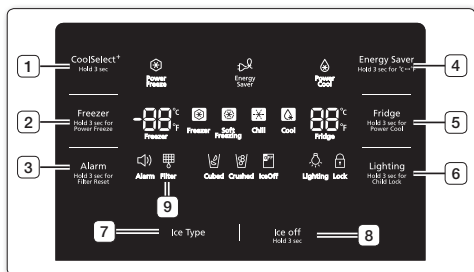 1
CoolSelect+
Hold 3 sec
Power
Freeze
Energy
Saver
Power
Cool
Energy Saver
Hold 3 sec for °C↔°F
4
2
Freezer
Hold 3 sec for
Power Freeze
-88 °C °F
Freezer
Freezer
Soft
Freezing
Chill
Cool
88 °C °F
Fridge
Fridge
Hold 3 sec for
Power Cool
5
3
Alarm
Hold 3 sec for
Filter Reset
Alarm
Filter
Cubed
Crushed
IceOff
Lighting
Lock
Lighting
Hold 3 sec for
Child Lock
6
9
7
Ice Type
Ice off
Hold 3 sec
8